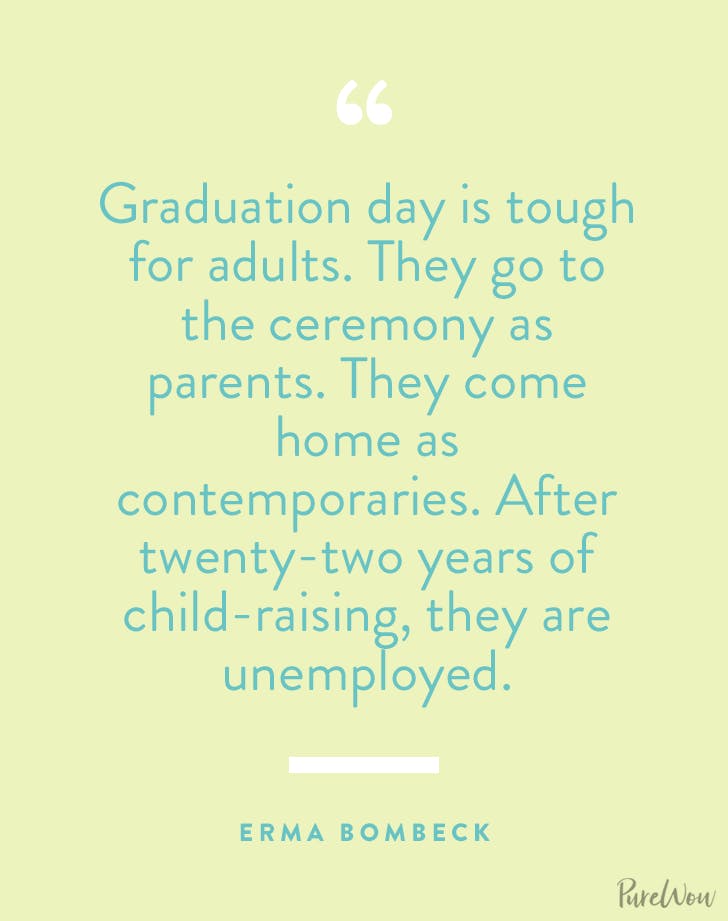 “
Graduation day is tough
for adults. They go to
the ceremony as
parents. They come
home as
contemporaries. After
twenty-two years of
child-raising, they are
unemployed.
ERMA BOMBECK
PureWow